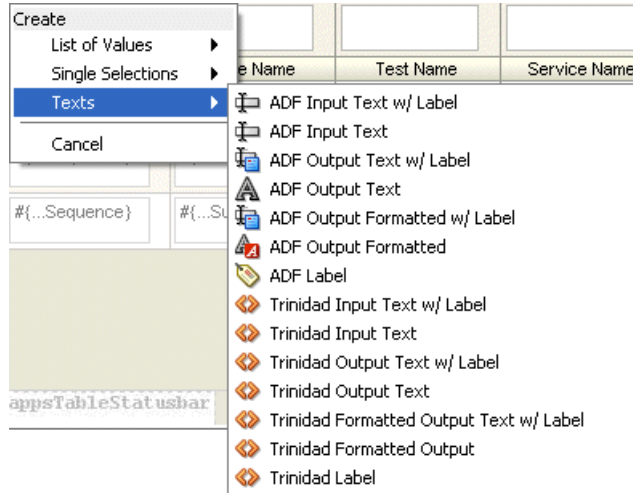 Create
List of Values
Single Selections
Texts
Cancel
e Name Test Name Service Name
ADF Input Text w/ Label
ADF Input Text
ADF Output Text w/ Label
ADF Output Text
ADF Output Formatted w/ Label
ADF Output Formatted
ADF Label
Trinidad Input Text w/ Label
Trinidad Input Text
Trinidad Output Text w/ Label
Trinidad Output Text
Trinidad Formatted Output Text w/ Label
Trinidad Formatted Output
Trinidad Label
#{...Sequence} #{...Su
appsTableStatusbar